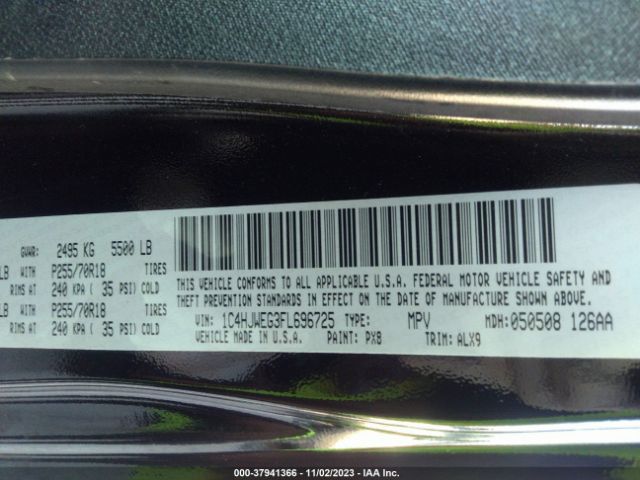 GVWR: 2495 KG 5500 LB
LB WITH P255/70R18 TIRES
RIMS AT 240 KPA ( 35 PSI) COLD
LB WITH P255/70R18 TIRES
RIMS AT 240 KPA ( 35 PSI) COLD
THIS VEHICLE CONFORMS TO ALL APPLICABLE U.S.A. FEDERAL MOTOR VEHICLE SAFETY AND
THEFT PREVENTION STANDARDS IN EFFECT ON THE DATE OF MANUFACTURE SHOWN ABOVE.
VIN: 1C4HJWEG3FL696725 TYPE: MPV MDH:050508 126AA
VEHICLE MADE IN U.S.A. PAINT: PX8 TRIM: ALX9
000-37941366 - 11/02/2023 - IAA Inc.